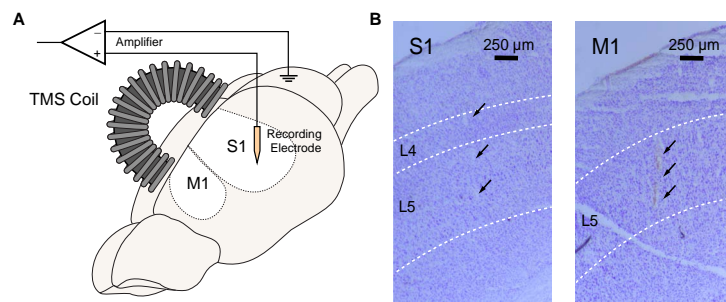 A
−
+
Amplifier
TMS Coil
S1
Recording
Electrode
M1
B
S1
250 μm
L4
L5
M1
250 μm
L5